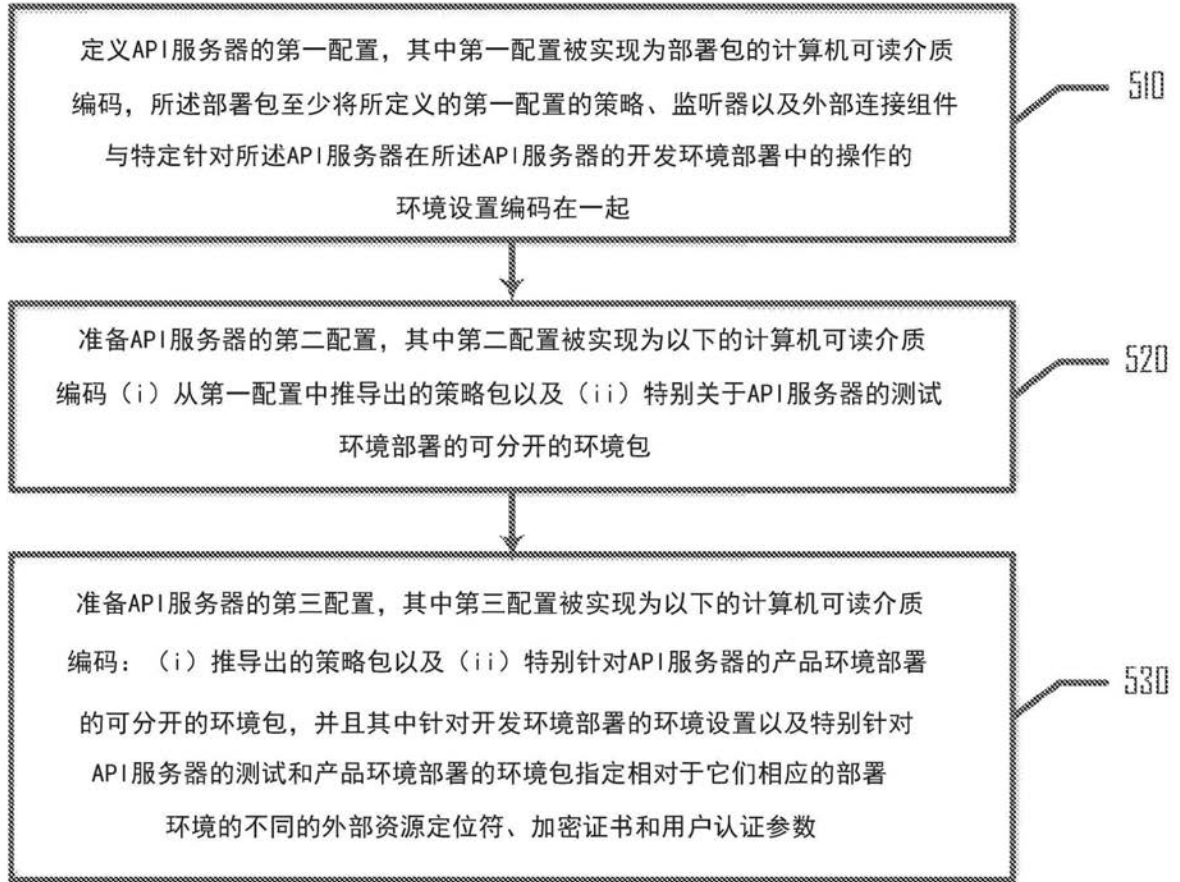 定义API服务器的第一配置，其中第一配置被实现为部署包的计算机可读介质
编码，所述部署包至少将所定义的第一配置的策略、监听器以及外部连接组件
与特定针对所述API服务器在所述API服务器的开发环境部署中的操作的
环境设置编码在一起
510
准备API服务器的第二配置，其中第二配置被实现为以下的计算机可读介质
编码（i）从第一配置中推导出的策略包以及（ii）特别关于API服务器的测试
环境部署的可分开的环境包
520
准备API服务器的第三配置，其中第三配置被实现为以下的计算机可读介质
编码：（i）推导出的策略包以及（ii）特别针对API服务器的产品环境部署
的可分开的环境包，并且其中针对开发环境部署的环境设置以及特别针对
API服务器的测试和产品环境部署的环境包指定相对于它们相应的部署
环境的不同的外部资源定位符、加密证书和用户认证参数
530